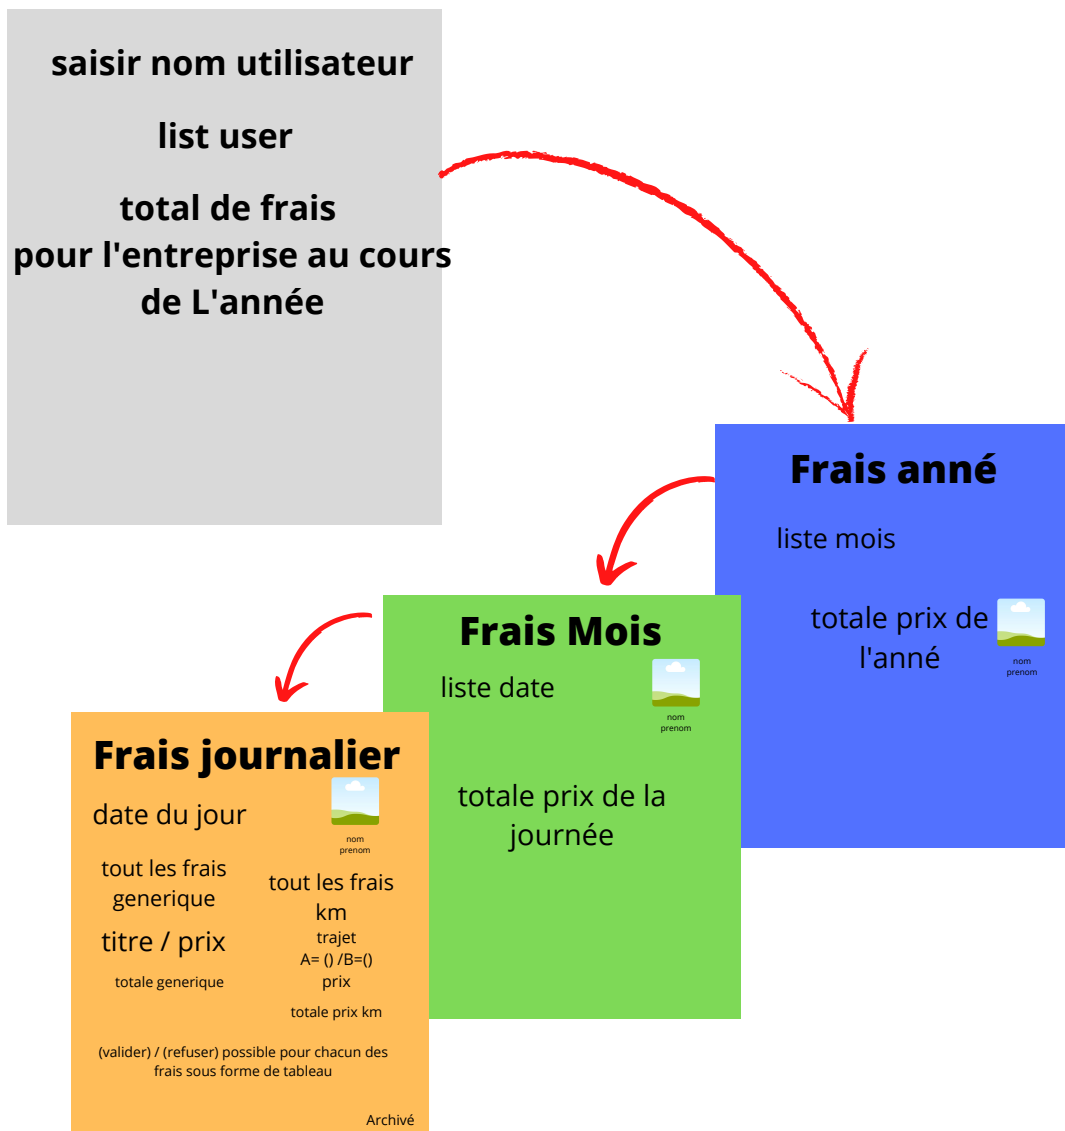 saisir nom utilisateur
list user
total de frais
pour l'entreprise au cours
de L'année
Frais anné
liste mois
totale prix de
l'anné
nom
prenom
Frais Mois
liste date
nom
prenom
totale prix de la
journée
Frais journalier
date du jour
nom
prenom
tout les frais
generique
titre / prix
totale generique
tout les frais
km
trajet
A= () /B=()
prix
totale prix km
(valider) / (refuser) possible pour chacun des
frais sous forme de tableau
Archivé